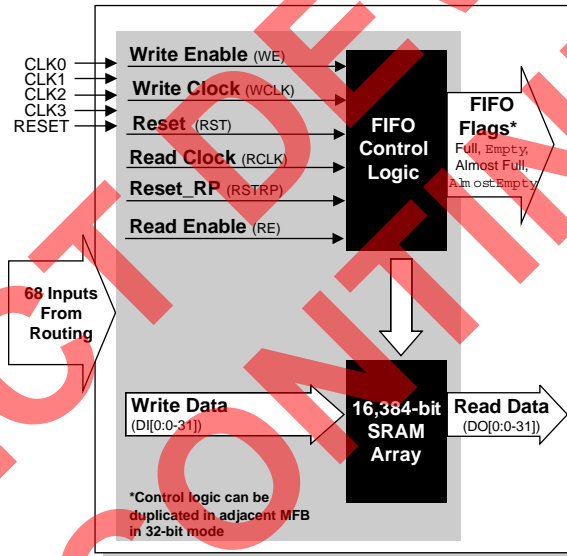 CLK0
CLK1
CLK2
CLK3
RESET
Write Enable (WE)
Write Clock (WCLK)
Reset (RST)
Read Clock (RCLK)
Reset_RP (RSTRP)
Read Enable (RE)
FIFO
Control
Logic
FIFO
Flags*
Full, Empty,
Almost Full,
AlmostEmpty
68 Inputs
From
Routing
Write Data
(DI[0:0-31])
16,384-bit
SRAM
Array
Read Data
(DO[0:0-31])
*Control logic can be
duplicated in adjacent MFB
in 32-bit mode